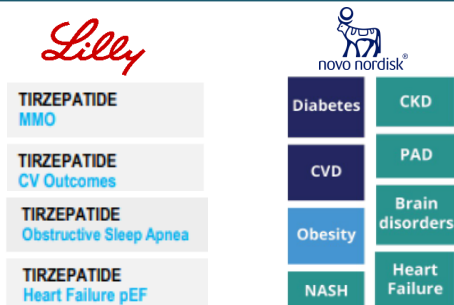 Lilly
TIRZEPATIDE
MMO
TIRZEPATIDE
CV Outcomes
TIRZEPATIDE
Obstructive Sleep Apnea
TIRZEPATIDE
Heart Failure pEF
novo nordisk®
Diabetes
CVD
Obesity
NASH
CKD
PAD
Brain
disorders
Heart
Failure